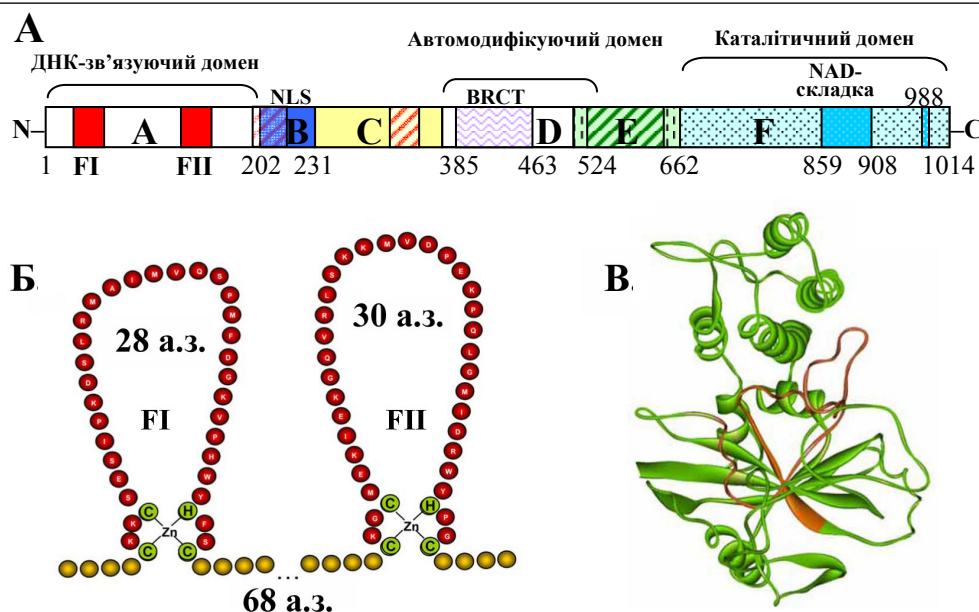 А
ДНК-зв’язуючий домен
Автомодифікуючий домен
Каталітичний домен
NLS
BRCT
NAD-
складка
988
N–
A
B
C
D
E
F
–C
1
FI
FII
202
231
385
463
524
662
859
908
1014
Б.
28 а.з.
FI
30 а.з.
FII
K K S E S I P K D S L R M A I M V Q S P M F D G K V P H W Y F S
C H
Zn
C C
K G M E K I E K G Q V R L S K K M V D P E K P Q L G M I D R W Y P G
C H
Zn
C C
...
68 а.з.
В.